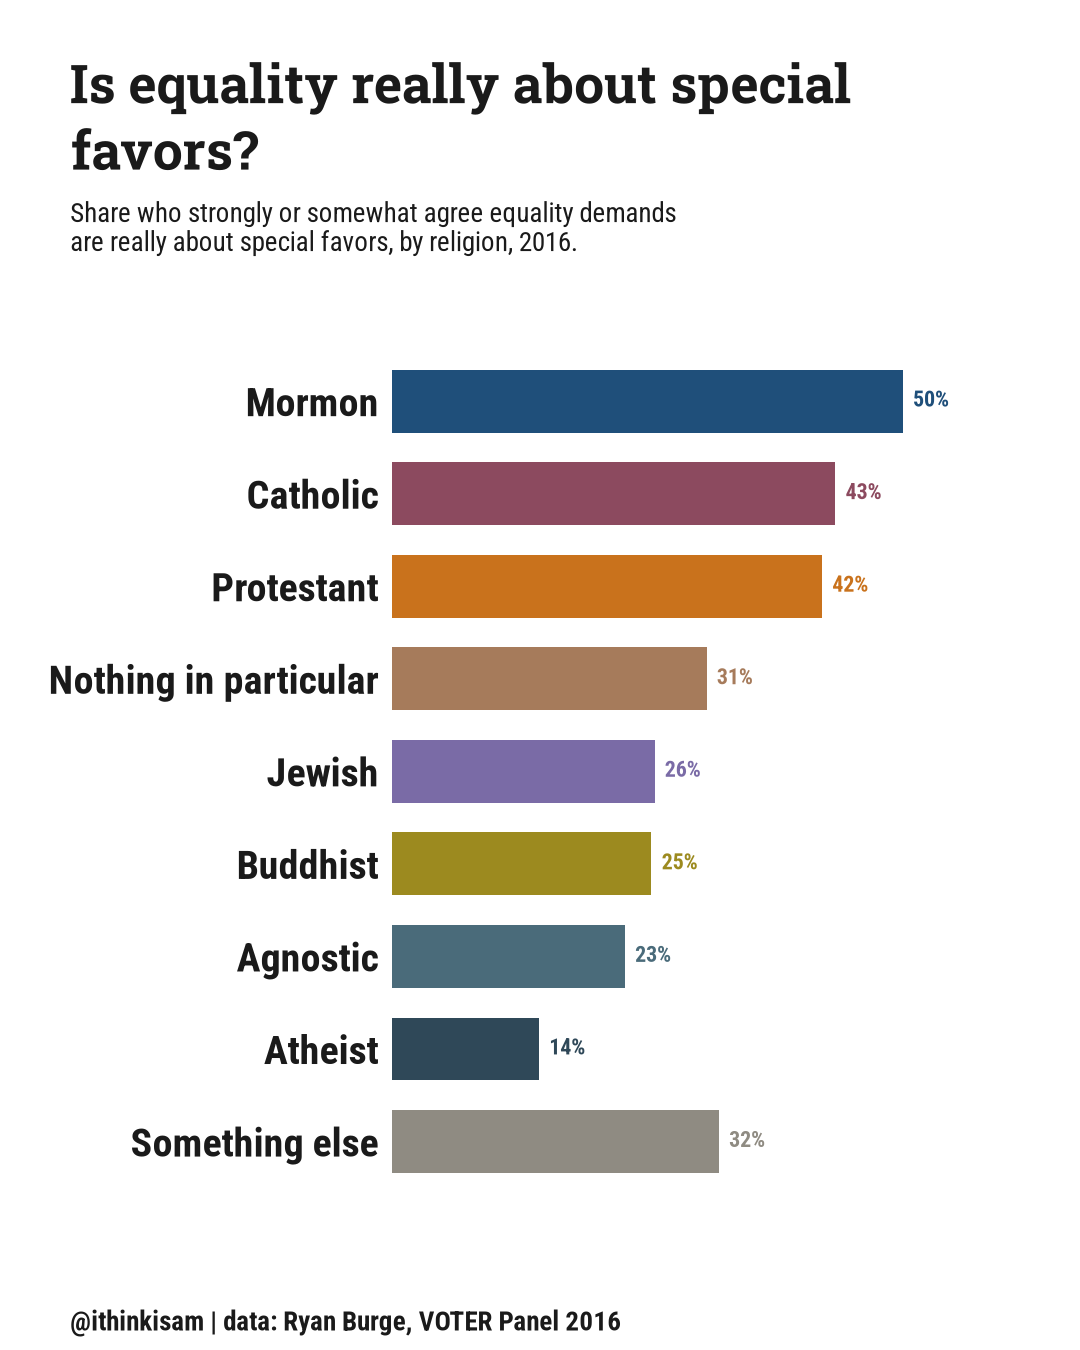 Is equality really about special
favors?
Share who strongly or somewhat agree equality demands
are really about special favors, by religion, 2016.
Mormon 50%
Catholic 43%
Protestant 42%
Nothing in particular 31%
Jewish 26%
Buddhist 25%
Agnostic 23%
Atheist 14%
Something else 32%
@ithinkisam | data: Ryan Burge, VOTER Panel 2016